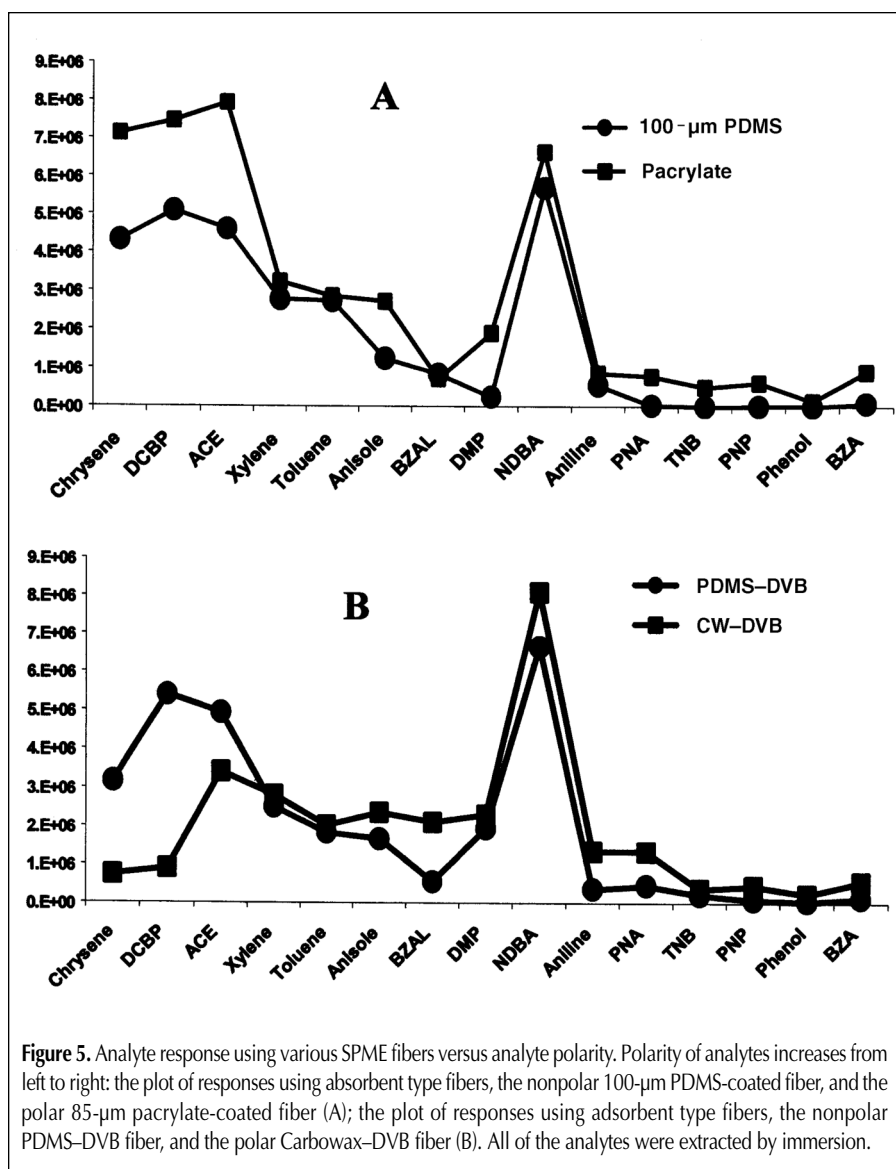 9.E+06
8.E+06
7.E+06
6.E+06
5.E+06
4.E+06
3.E+06
2.E+06
1.E+06
0.E+00
A
100-µm PDMS
Pacrylate
Chrysene
DCBP
ACE
Xylene
Toluene
Anisole
BZAL
DMP
NDBA
Aniline
PNA
TNB
PNP
Phenol
BZA
9.E+06
8.E+06
7.E+06
6.E+06
5.E+06
4.E+06
3.E+06
2.E+06
1.E+06
0.E+00
B
PDMS–DVB
CW–DVB
Chrysene
DCBP
ACE
Xylene
Toluene
Anisole
BZAL
DMP
NDBA
Aniline
PNA
TNB
PNP
Phenol
BZA
Figure 5. Analyte response using various SPME fibers versus analyte polarity. Polarity of analytes increases from
left to right: the plot of responses using absorbent type fibers, the nonpolar 100-µm PDMS-coated fiber, and the
polar 85-µm pacrylate-coated fiber (A); the plot of responses using adsorbent type fibers, the nonpolar
PDMS–DVB fiber, and the polar Carbowax–DVB fiber (B). All of the analytes were extracted by immersion.